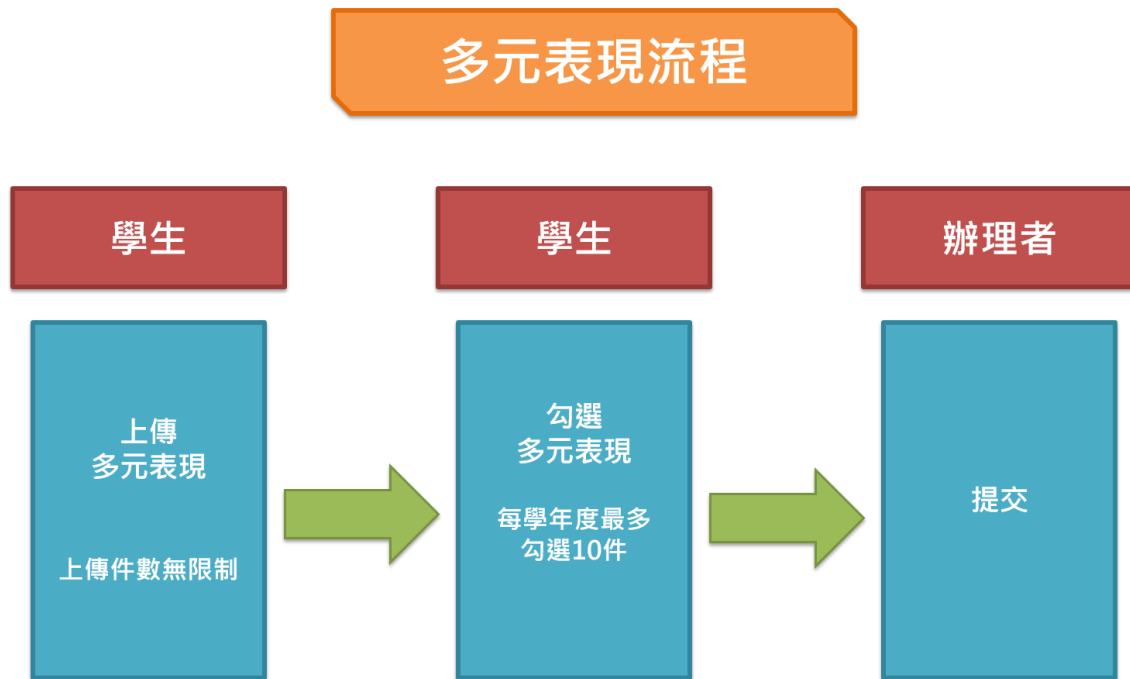 多元表現流程
學生
上傳
多元表現
上傳件數無限制
學生
勾選
多元表現
每學年度最多
勾選10件
辦理者
提交